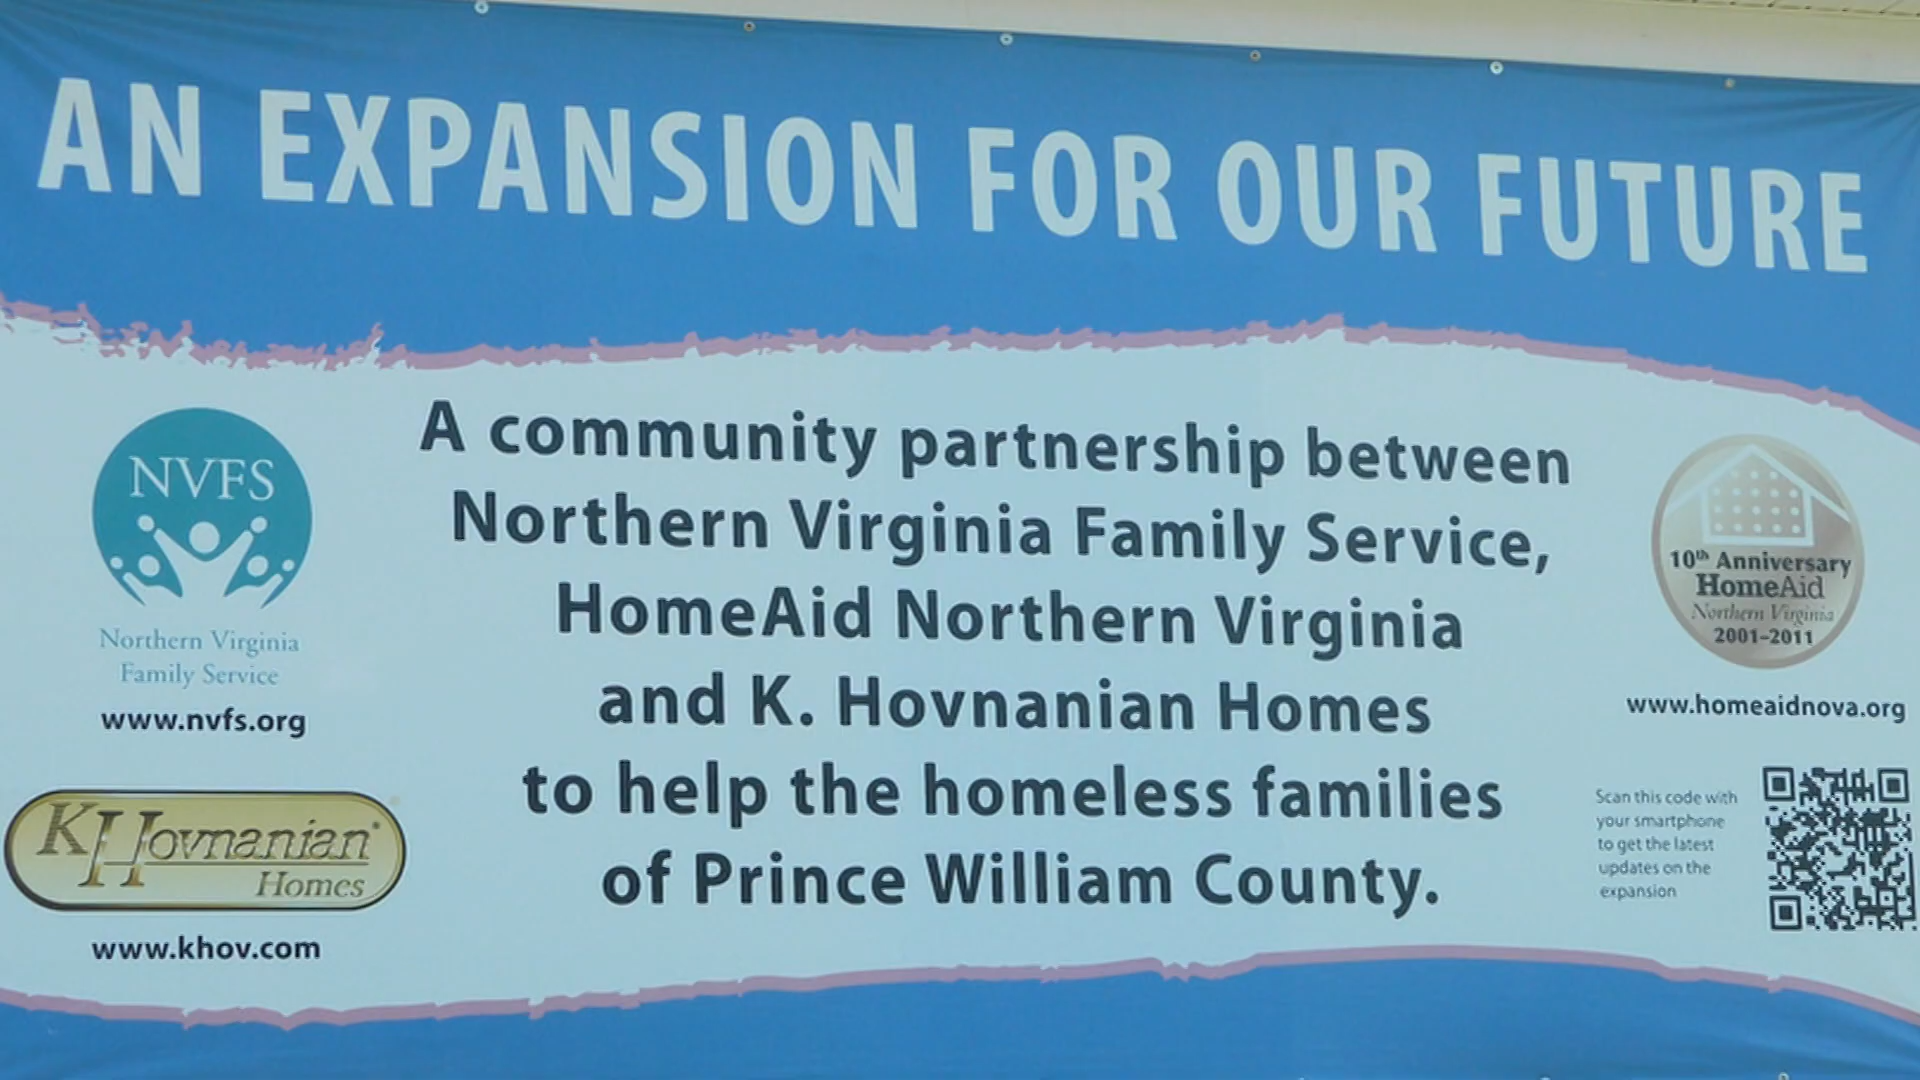 AN EXPANSION FOR OUR FUTURE
NVFS
Northern Virginia
Family Service
www.nvfs.org
K Hovnanian®
Homes
www.khov.com
A community partnership between
Northern Virginia Family Service,
HomeAid Northern Virginia
and K. Hovnanian Homes
to help the homeless families
of Prince William County.
10th Anniversary
HomeAid
Northern Virginia
2001-2011
www.homeaidnova.org
Scan this code with
your smartphone
to get the latest
updates on the
expansion